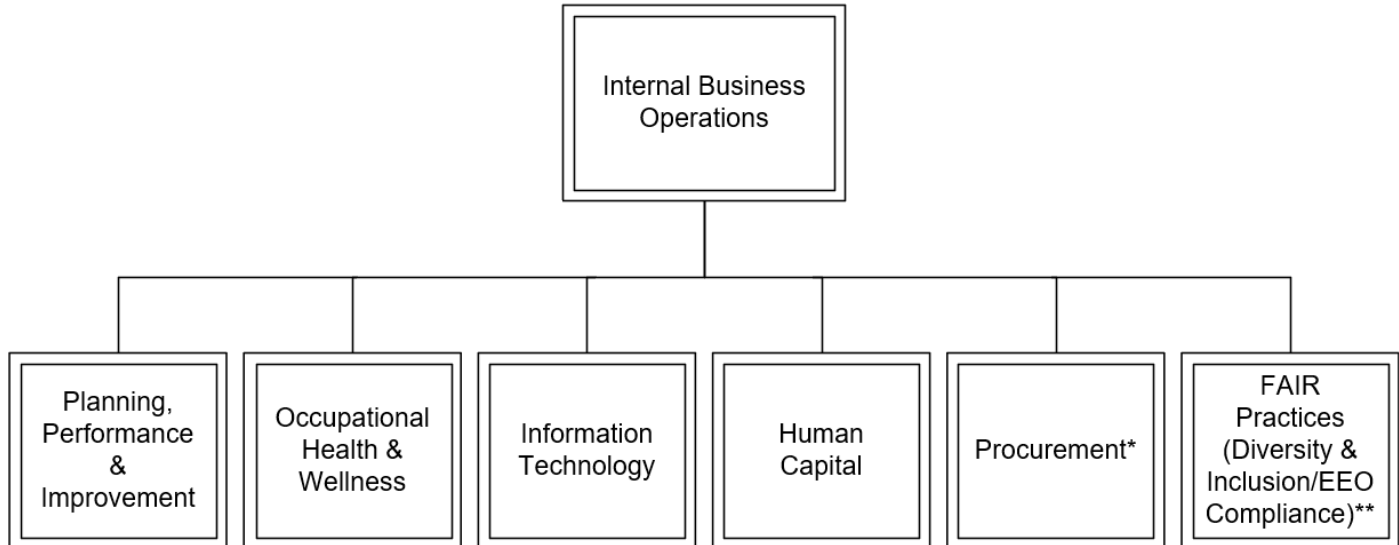 Internal Business
Operations
Planning,
Performance
&
Improvement
Occupational
Health &
Wellness
Information
Technology
Human
Capital
Procurement*
FAIR
Practices
(Diversity &
Inclusion/EEO
Compliance)**